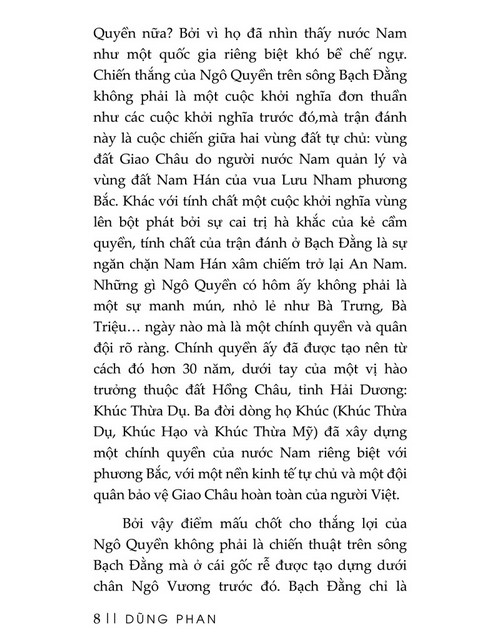 Quyền nữa? Bởi vì họ đã nhìn thấy nước Nam
như một quốc gia riêng biệt khó bề chế ngự.
Chiến thắng của Ngô Quyền trên sông Bạch Đằng
không phải là một cuộc khởi nghĩa đơn thuần
như các cuộc khởi nghĩa trước đó,mà trận đánh
này là cuộc chiến giữa hai vùng đất tự chủ: vùng
đất Giao Châu do người nước Nam quản lý và
vùng đất Nam Hán của vua Lưu Nham phương
Bắc. Khác với tính chất một cuộc khởi nghĩa vùng
lên bột phát bởi sự cai trị hà khắc của kẻ cầm
quyền, tính chất của trận đánh ở Bạch Đằng là sự
ngăn chặn Nam Hán xâm chiếm trở lại An Nam.
Những gì Ngô Quyền có hôm ấy không phải là
một sự manh mún, nhỏ lẻ như Bà Trưng, Bà
Triệu… ngày nào mà là một chính quyền và quân
đội rõ ràng. Chính quyền ấy đã được tạo nên từ
cách đó hơn 30 năm, dưới tay của một vị hào
trưởng thuộc đất Hồng Châu, tỉnh Hải Dương:
Khúc Thừa Dụ. Ba đời dòng họ Khúc (Khúc Thừa
Dụ, Khúc Hạo và Khúc Thừa Mỹ) đã xây dựng
một chính quyền của nước Nam riêng biệt với
phương Bắc, với một nền kinh tế tự chủ và một đội
quân bảo vệ Giao Châu hoàn toàn của người Việt.
Bởi vậy điểm mấu chốt cho thắng lợi của
Ngô Quyền không phải là chiến thuật trên sông
Bạch Đằng mà ở cái gốc rễ được tạo dựng dưới
chân Ngô Vương trước đó. Bạch Đằng chỉ là
8 || DŨNG PHAN